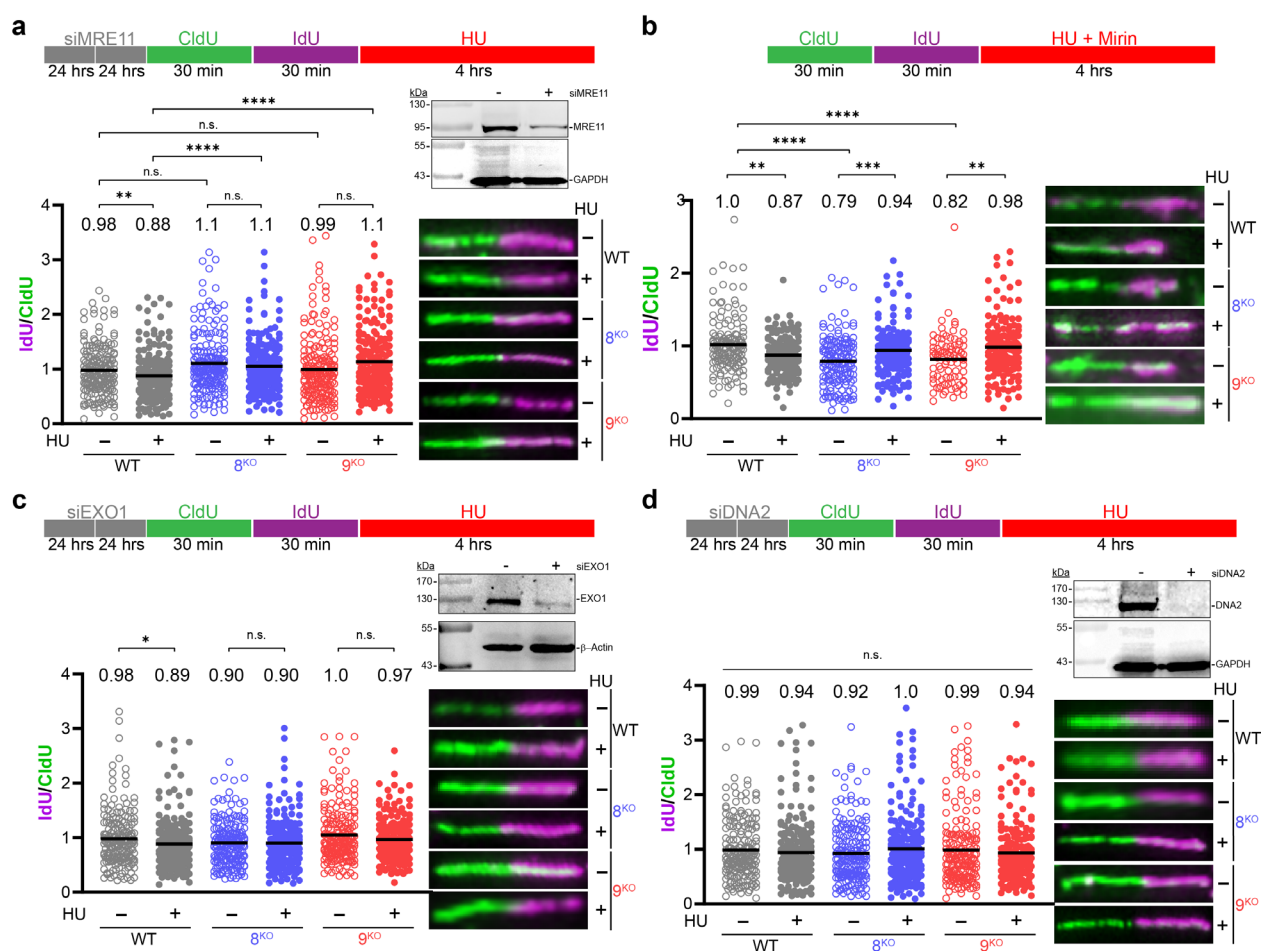 a
siMRE11 CldU IdU HU
24 hrs 24 hrs 30 min 30 min 4 hrs
kDa - + siMRE11
130
95 MRE11
55
43 GAPDH
****
n.s.
****
n.s.
** n.s. n.s.
0.98 0.88 1.1 1.1 0.99 1.1
IdU/CldU
4
3
2
1
0
HU - + - + - +
WT 8KO 9KO
HU
-
+
WT
-
+
8KO
-
+
9KO
b
CldU IdU HU + Mirin
30 min 30 min 4 hrs
****
****
** *** **
1.0 0.87 0.79 0.94 0.82 0.98
IdU/CldU
3
2
1
0
HU - + - + - +
WT 8KO 9KO
HU
-
+
WT
-
+
8KO
-
+
9KO
c
siEXO1 CldU IdU HU
24 hrs 24 hrs 30 min 30 min 4 hrs
kDa - + siEXO1
170
130 EXO1
55
β-Actin
43
* n.s. n.s.
0.98 0.89 0.90 0.90 1.0 0.97
IdU/CldU
4
3
2
1
0
HU - + - + - +
WT 8KO 9KO
HU
-
+
WT
-
+
8KO
-
+
9KO
d
siDNA2 CldU IdU HU
24 hrs 24 hrs 30 min 30 min 4 hrs
kDa - + siDNA2
170
130 DNA2
55
43 GAPDH
n.s.
0.99 0.94 0.92 1.0 0.99 0.94
IdU/CldU
4
3
2
1
0
HU - + - + - +
WT 8KO 9KO
HU
-
+
WT
-
+
8KO
-
+
9KO